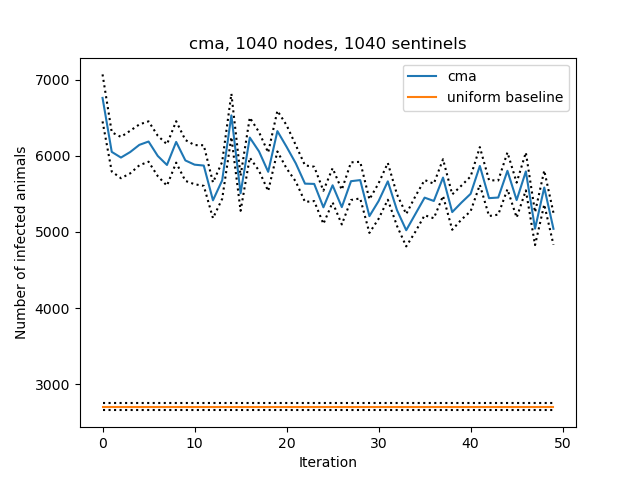 cma, 1040 nodes, 1040 sentinels
cma
uniform baseline
Number of infected animals
7000
6000
5000
4000
3000
0 10 20 30 40 50
Iteration